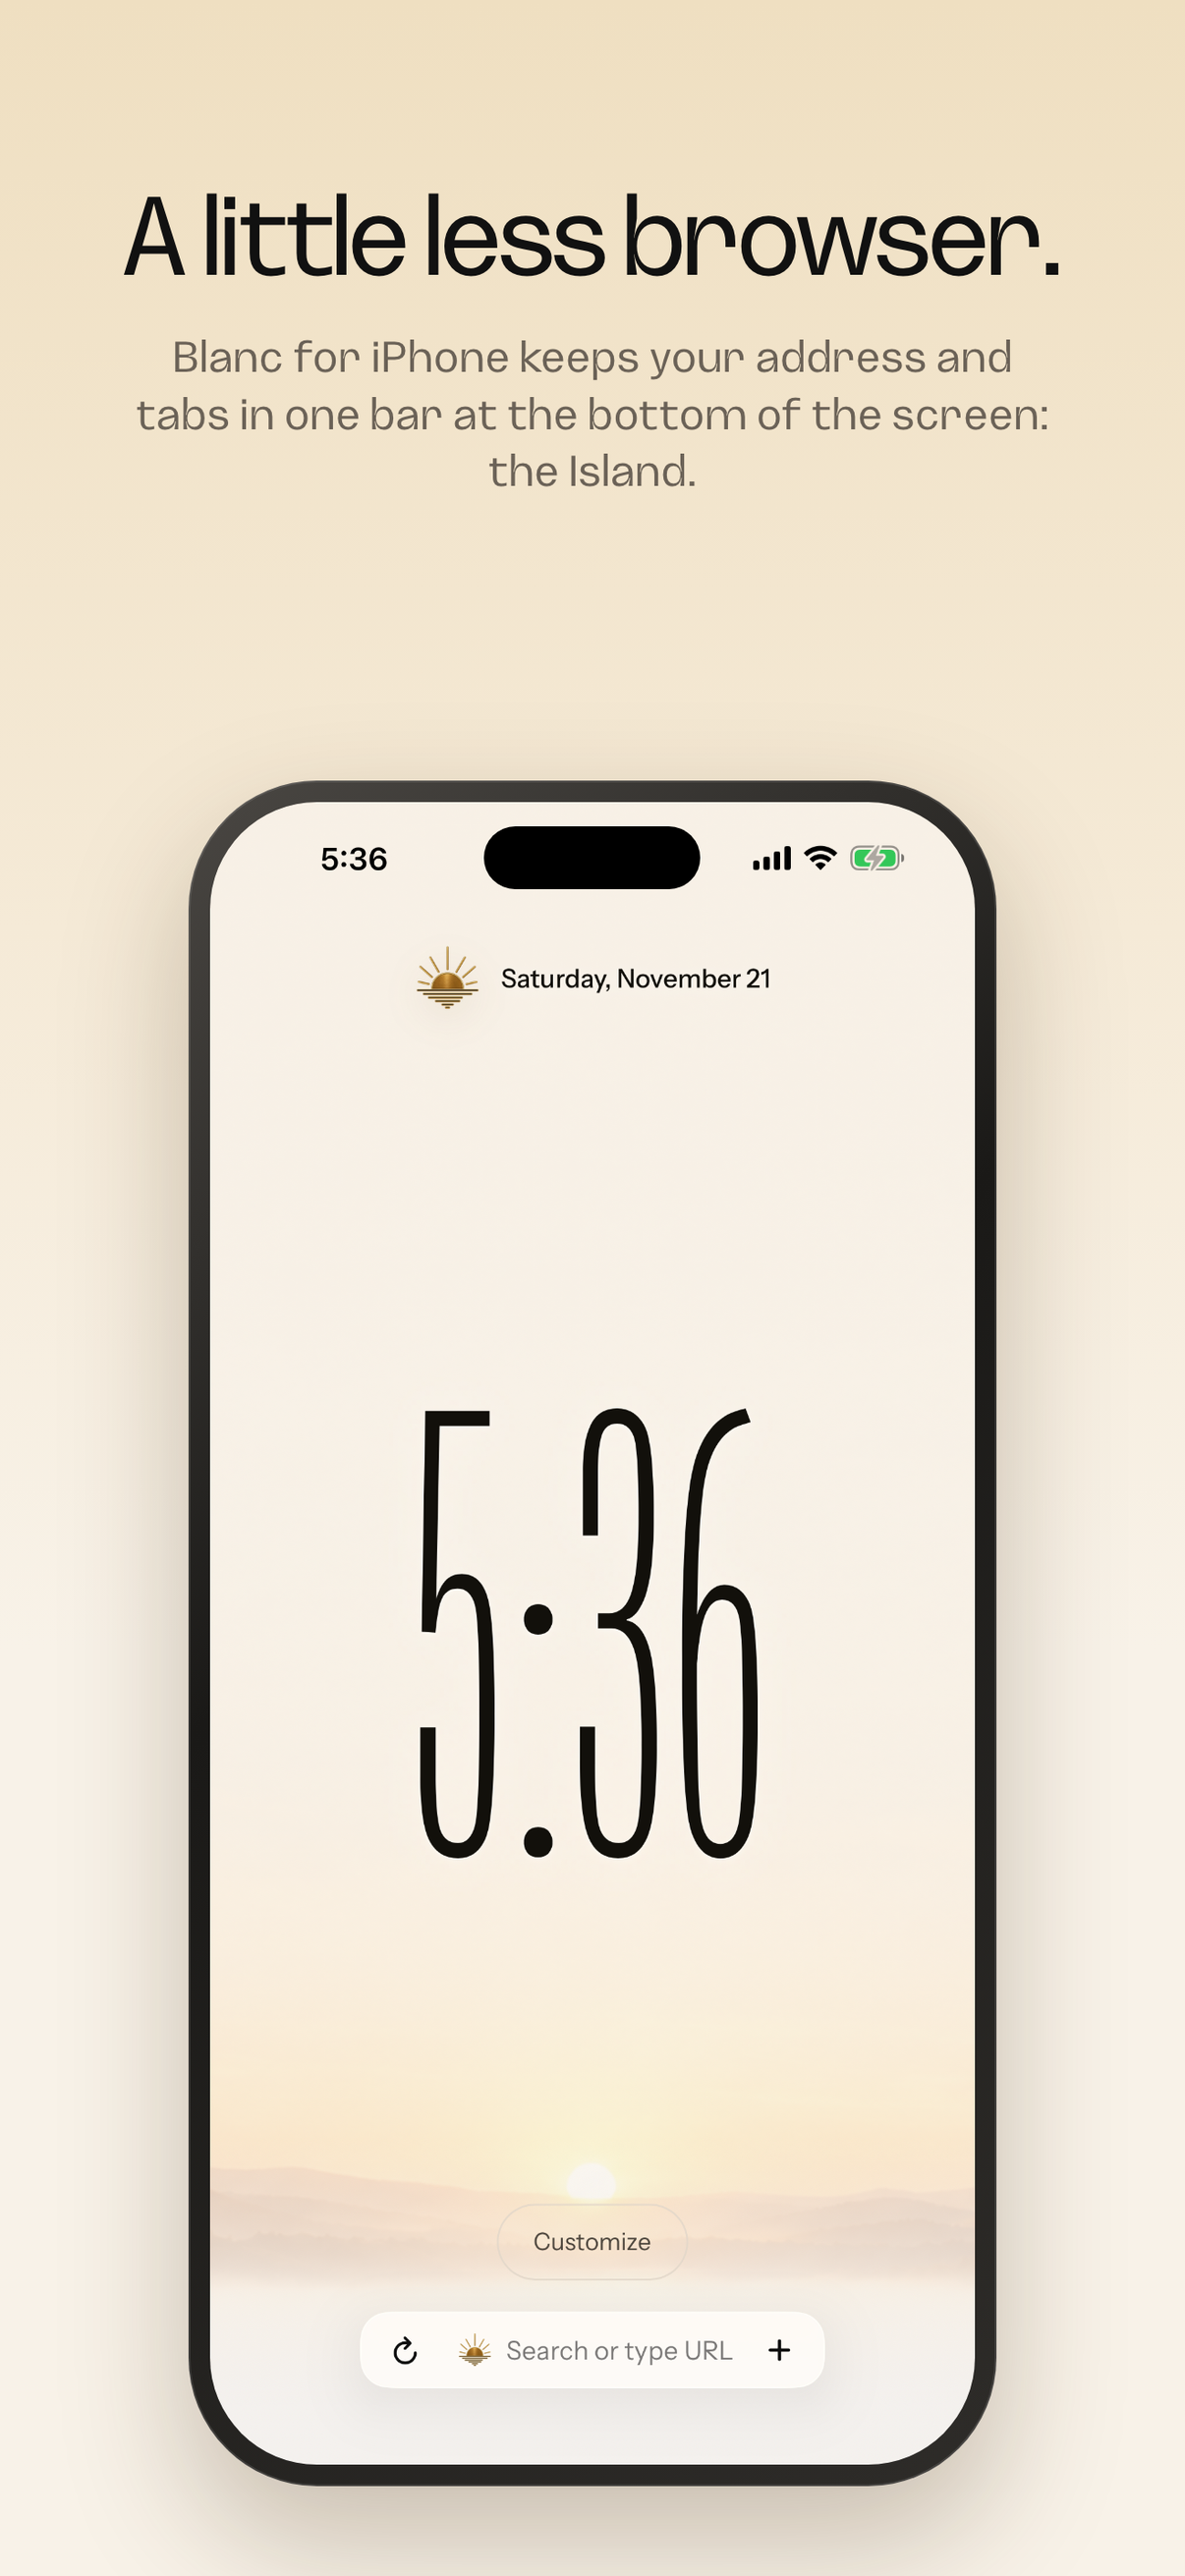 A little less browser.
Blanc for iPhone keeps your address and
tabs in one bar at the bottom of the screen:
the Island.
5:36
Saturday, November 21
5:36
Customize
Search or type URL